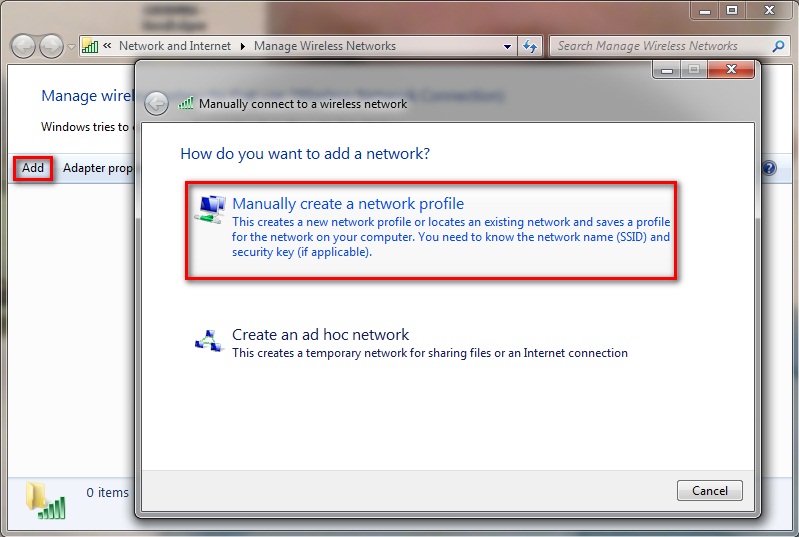 « Network and Internet ▸ Manage Wireless Networks
Search Manage Wireless Networks
Manage wirel
Windows tries to
Add
Adapter prop
Manually connect to a wireless network
How do you want to add a network?
Manually create a network profile
This creates a new network profile or locates an existing network and saves a profile
for the network on your computer. You need to know the network name (SSID) and
security key (if applicable).
Create an ad hoc network
This creates a temporary network for sharing files or an Internet connection
Cancel
0 items